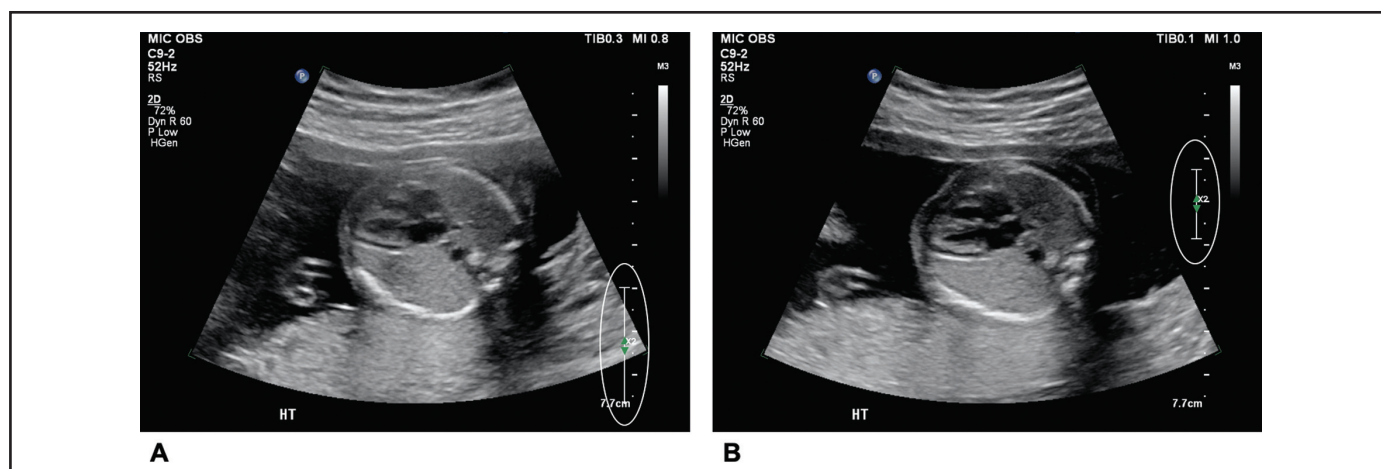 MIC OBS
TIB0.3 MI 0.8
C9-2
52Hz
RS
P
M3
2D
72%
Dyn R 60
P Low
HGen
X2
7.7cm
HT
A
MIC OBS
TIB0.1 MI 1.0
C9-2
52Hz
RS
P
M3
2D
72%
Dyn R 60
P Low
HGen
X2
7.7cm
HT
B